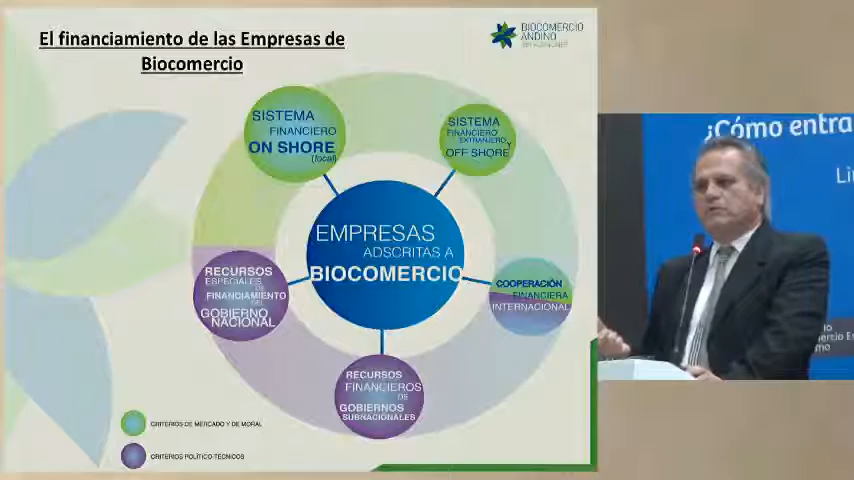 El financiamiento de las Empresas de
Biocomercio
BIOCOMERCIO
ANDINO
SISTEMA
FINANCIERO
ON SHORE
(local)
SISTEMA
FINANCIERO
EXTRANJERO Y
OFF SHORE
EMPRESAS
ADSCRITAS A
BIOCOMERCIO
RECURSOS
ESPECIALES
DE
FINANCIAMIENTO
DEL
GOBIERNO
NACIONAL
COOPERACIÓN
FINANCIERA
INTERNACIONAL
RECURSOS
FINANCIEROS
DE
GOBIERNOS
SUBNACIONALES
CRITERIOS DE MERCADO Y DE MORAL
CRITERIOS POLÍTICO-TÉCNICOS
¿Cómo entra
Li